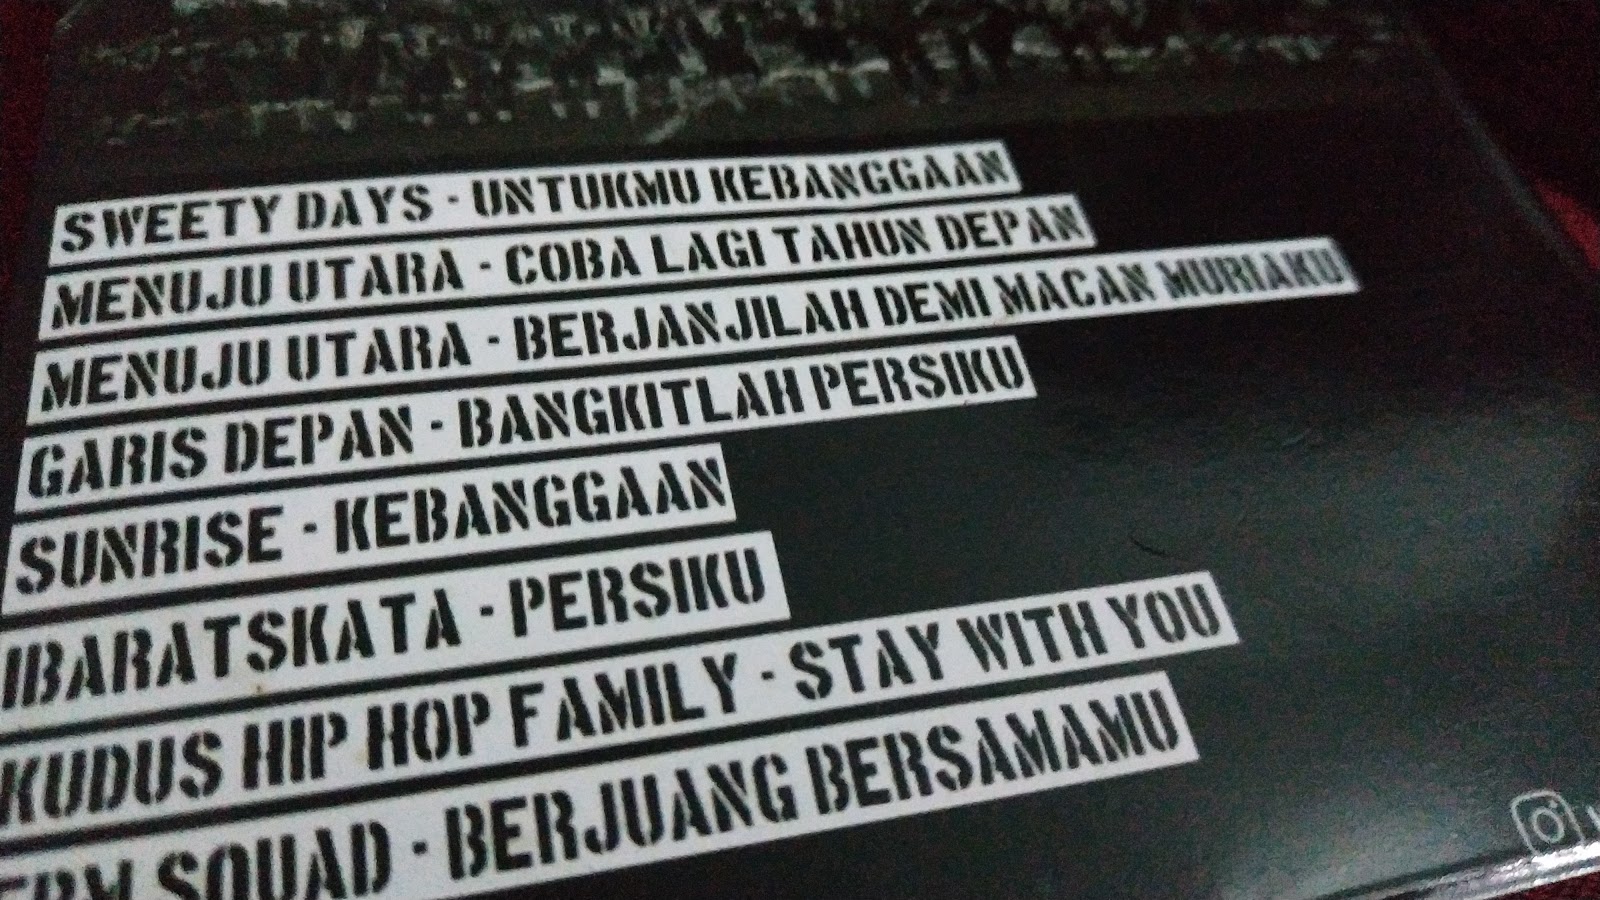 SWEETY DAYS - UNTUKMU KEBANGGAAN
MENUJU UTARA - COBA LAGI TAHUN DEPAN
MENUJU UTARA - BERJANJILAH DEMI MACAN MURIAKU
GARIS DEPAN - BANGKITLAH PERSIKU
SUNRISE - KEBANGGAAN
IBARATSKATA - PERSIKU
KUDUS HIP HOP FAMILY - STAY WITH YOU
SQUAD - BERJUANG BERSAMAMU